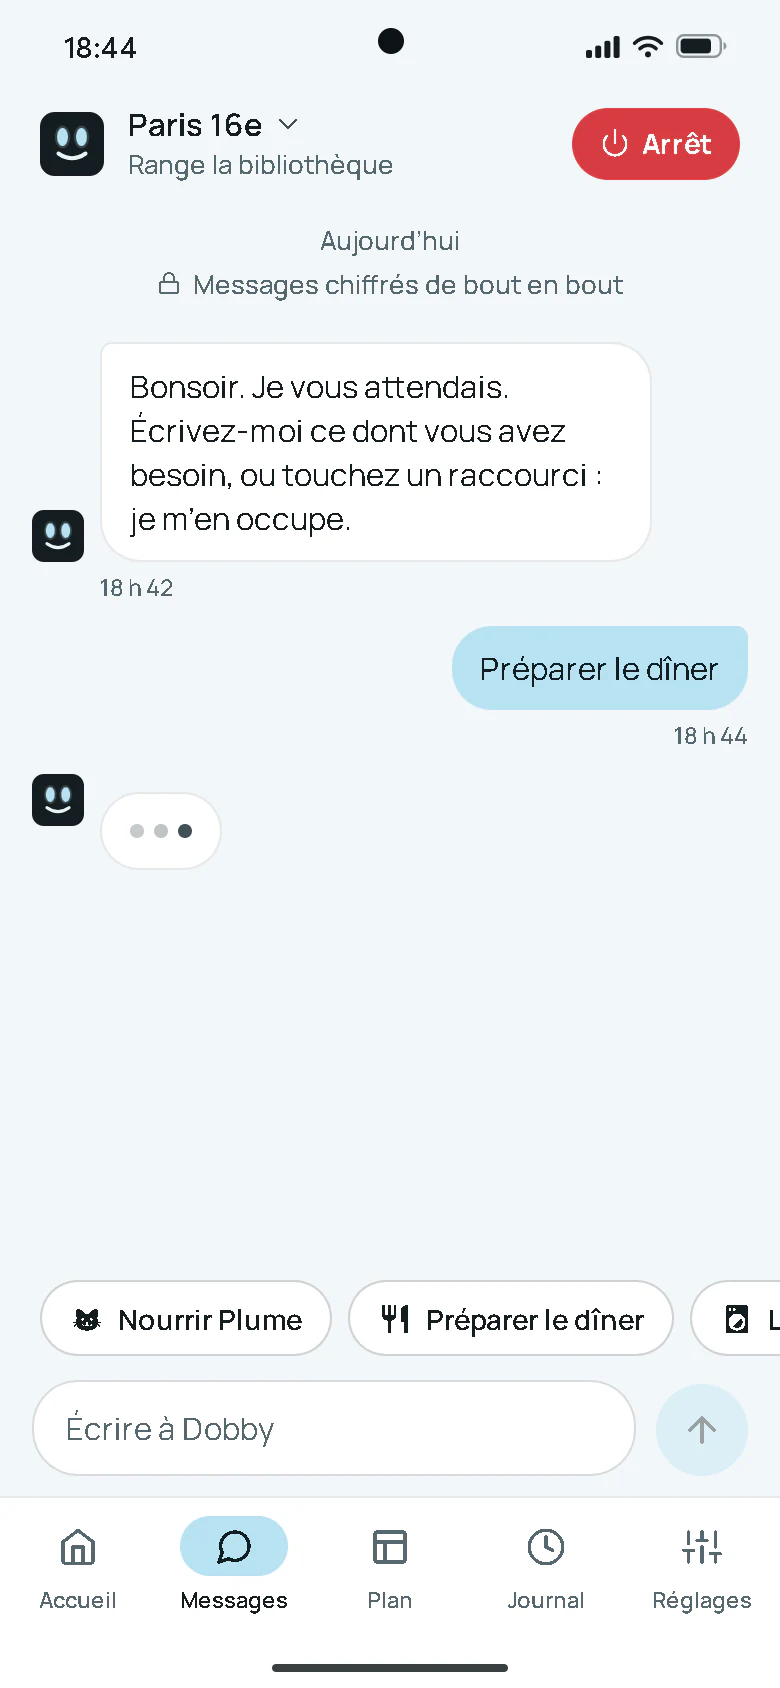 18:44
Paris 16e
Range la bibliothèque
Arrêt
Aujourd’hui
Messages chiffrés de bout en bout
Bonsoir. Je vous attendais.
Écrivez-moi ce dont vous avez
besoin, ou touchez un raccourci :
je m’en occupe.
18 h 42
Préparer le dîner
18 h 44
Nourrir Plume
Préparer le dîner
L
Écrire à Dobby
Accueil
Messages
Plan
Journal
Réglages